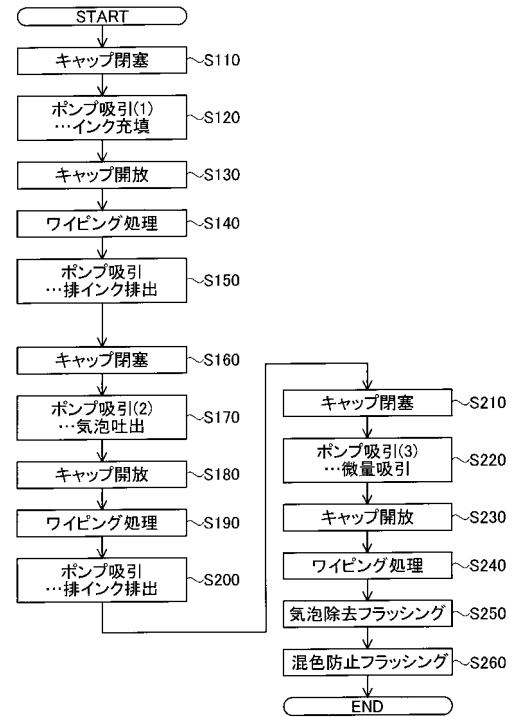 START
キャップ閉塞 S110
ポンプ吸引(1)
…インク充填 S120
キャップ開放 S130
ワイピング処理 S140
ポンプ吸引
…排インク排出 S150
キャップ閉塞 S160
ポンプ吸引(2)
…気泡吐出 S170
キャップ開放 S180
ワイピング処理 S190
ポンプ吸引
…排インク排出 S200
キャップ閉塞 S210
ポンプ吸引(3)
…微量吸引 S220
キャップ開放 S230
ワイピング処理 S240
気泡除去フラッシング S250
混色防止フラッシング S260
END